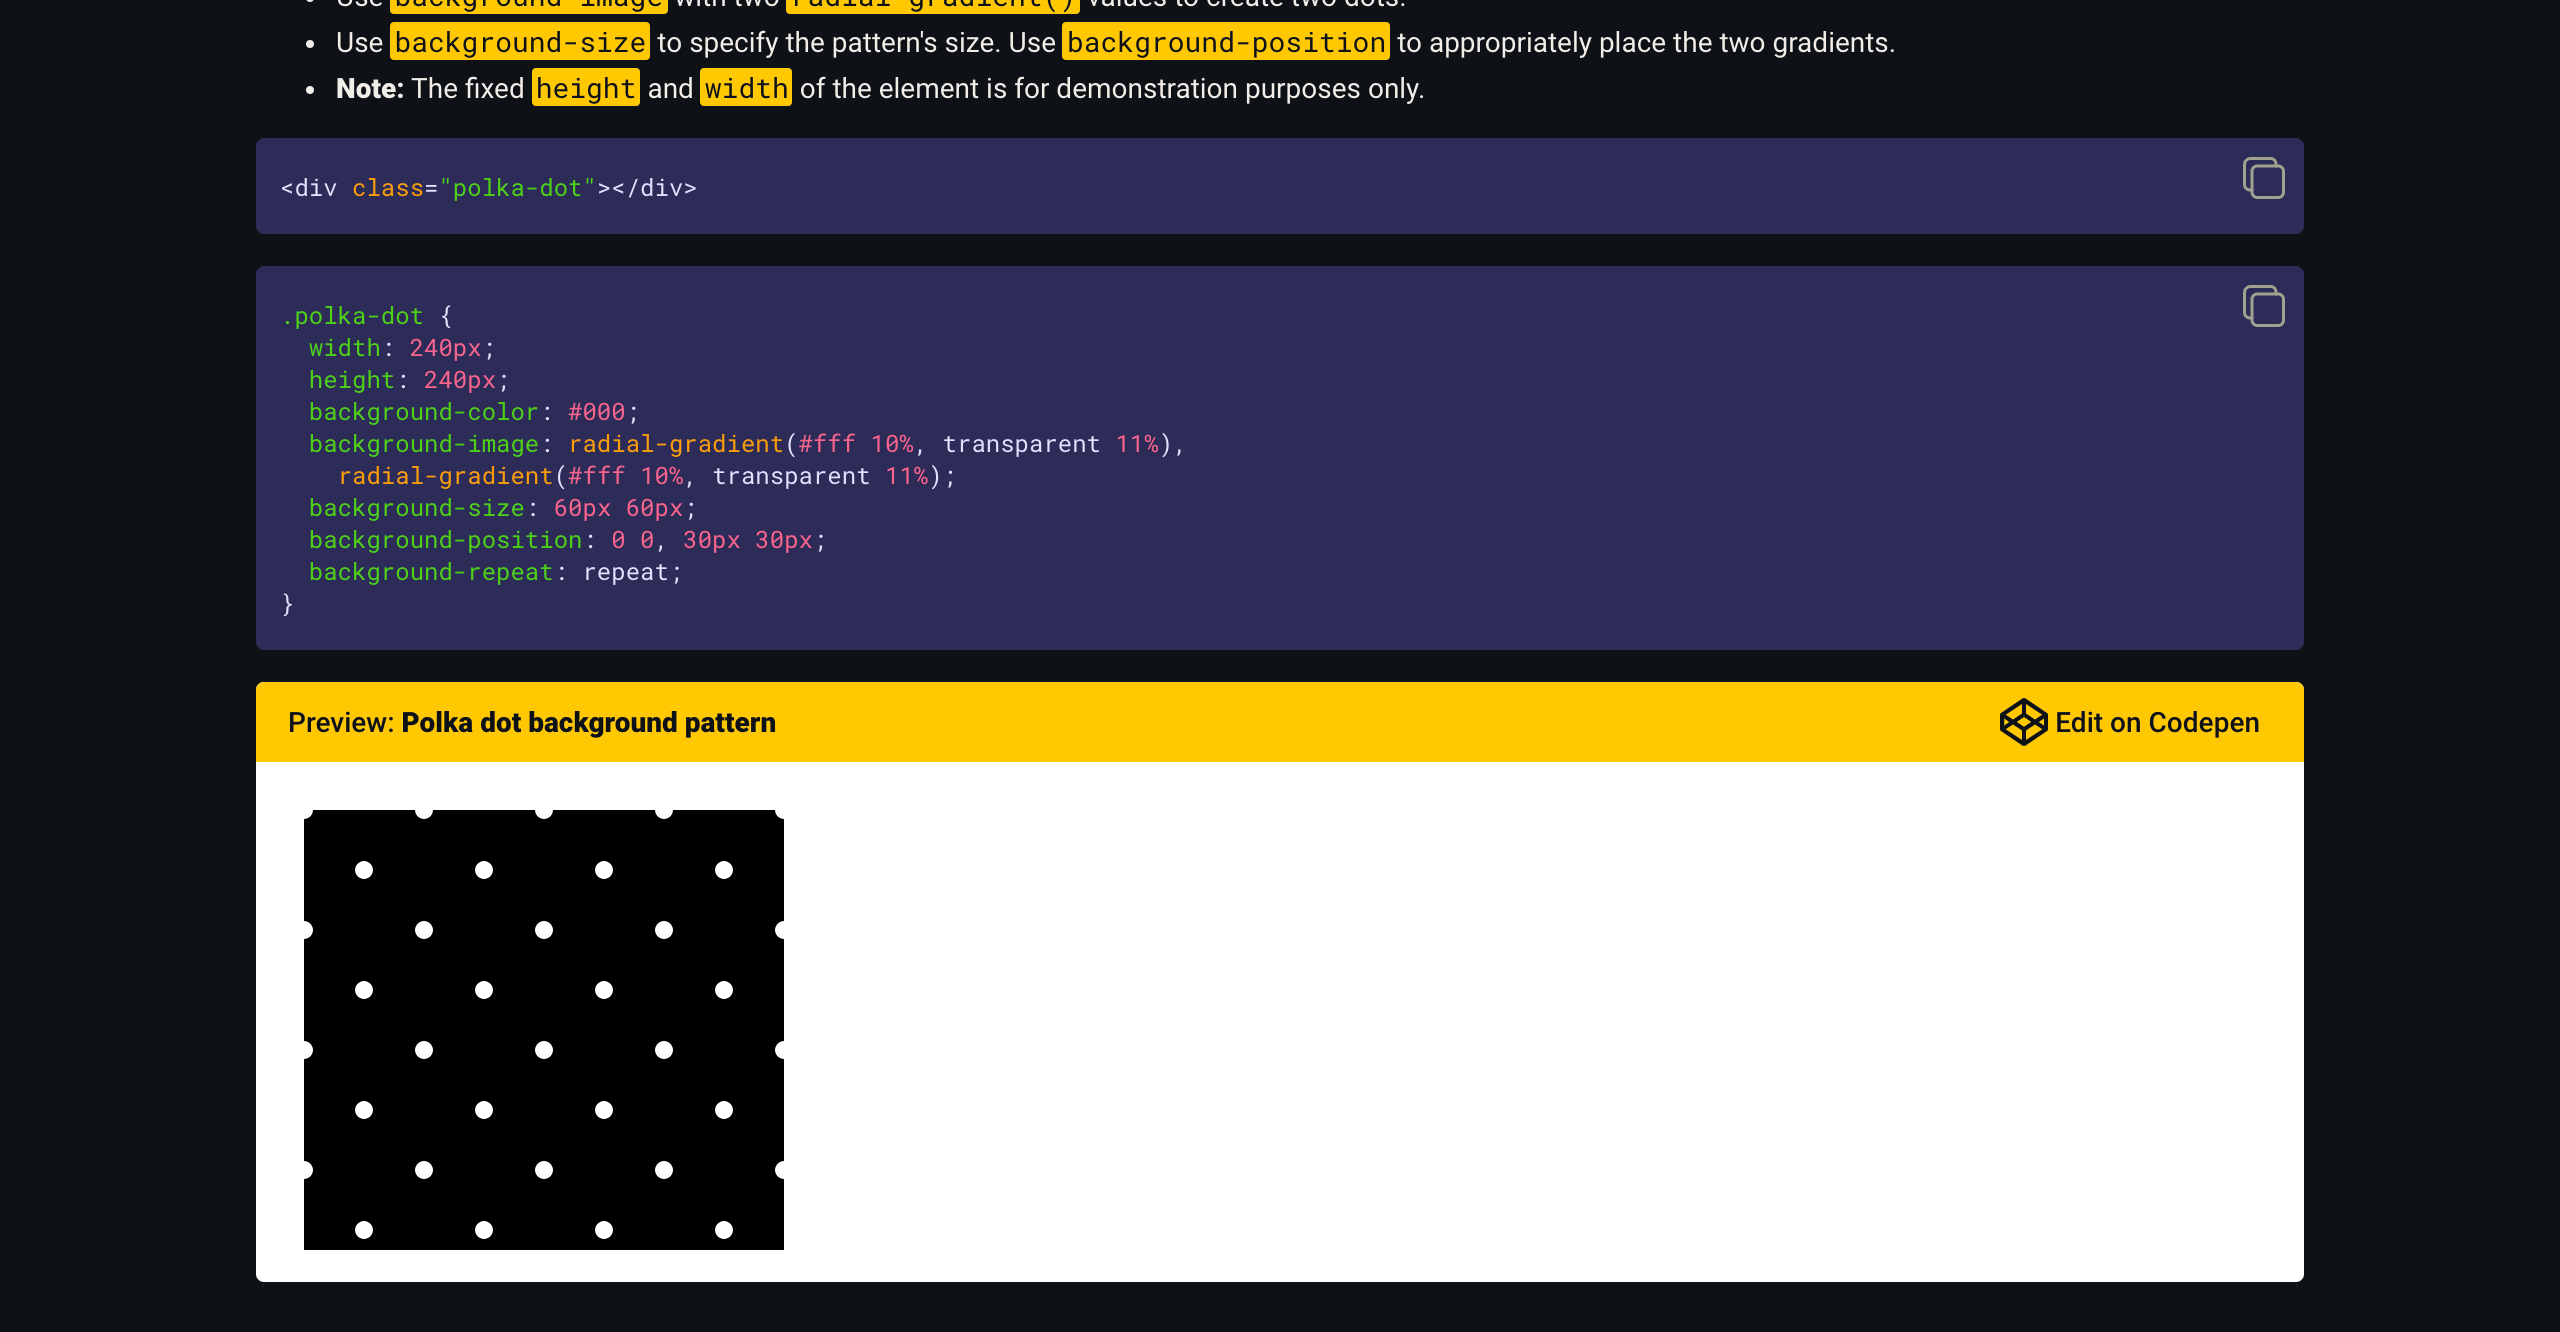 Use background-image with two radial-gradient() values to create two dots.
Use background-size to specify the pattern's size. Use background-position to appropriately place the two gradients.
Note: The fixed height and width of the element is for demonstration purposes only.
<div class="polka-dot"></div>
.polka-dot {
  width: 240px;
  height: 240px;
  background-color: #000;
  background-image: radial-gradient(#fff 10%, transparent 11%),
    radial-gradient(#fff 10%, transparent 11%);
  background-size: 60px 60px;
  background-position: 0 0, 30px 30px;
  background-repeat: repeat;
}
Preview: Polka dot background pattern
Edit on Codepen